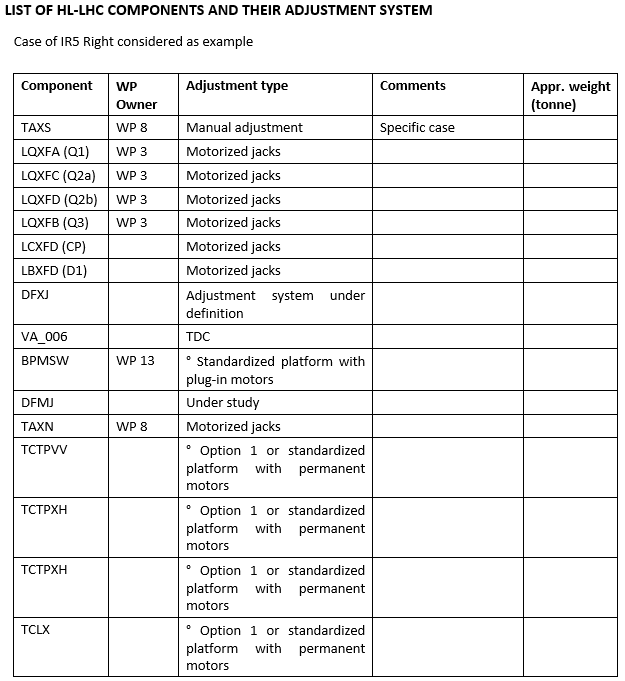 LIST OF HL-LHC COMPONENTS AND THEIR ADJUSTMENT SYSTEM
Case of IR5 Right considered as example
Component WP Owner Adjustment type Comments Appr. weight (tonne)
TAXS WP 8 Manual adjustment Specific case
LQXFA (Q1) WP 3 Motorized jacks
LQXFC (Q2a) WP 3 Motorized jacks
LQXFD (Q2b) WP 3 Motorized jacks
LQXFB (Q3) WP 3 Motorized jacks
LCXFD (CP) Motorized jacks
LBXFD (D1) Motorized jacks
DFXJ Adjustment system under
definition
VA_006 TDC
BPMSW WP 13 ° Standardized platform with
plug-in motors
DFMJ Under study
TAXN WP 8 Motorized jacks
TCTPVV ° Option 1 or standardized
platform with permanent
motors
TCTPXH ° Option 1 or standardized
platform with permanent
motors
TCTPXH ° Option 1 or standardized
platform with permanent
motors
TCLX ° Option 1 or standardized
platform with permanent
motors